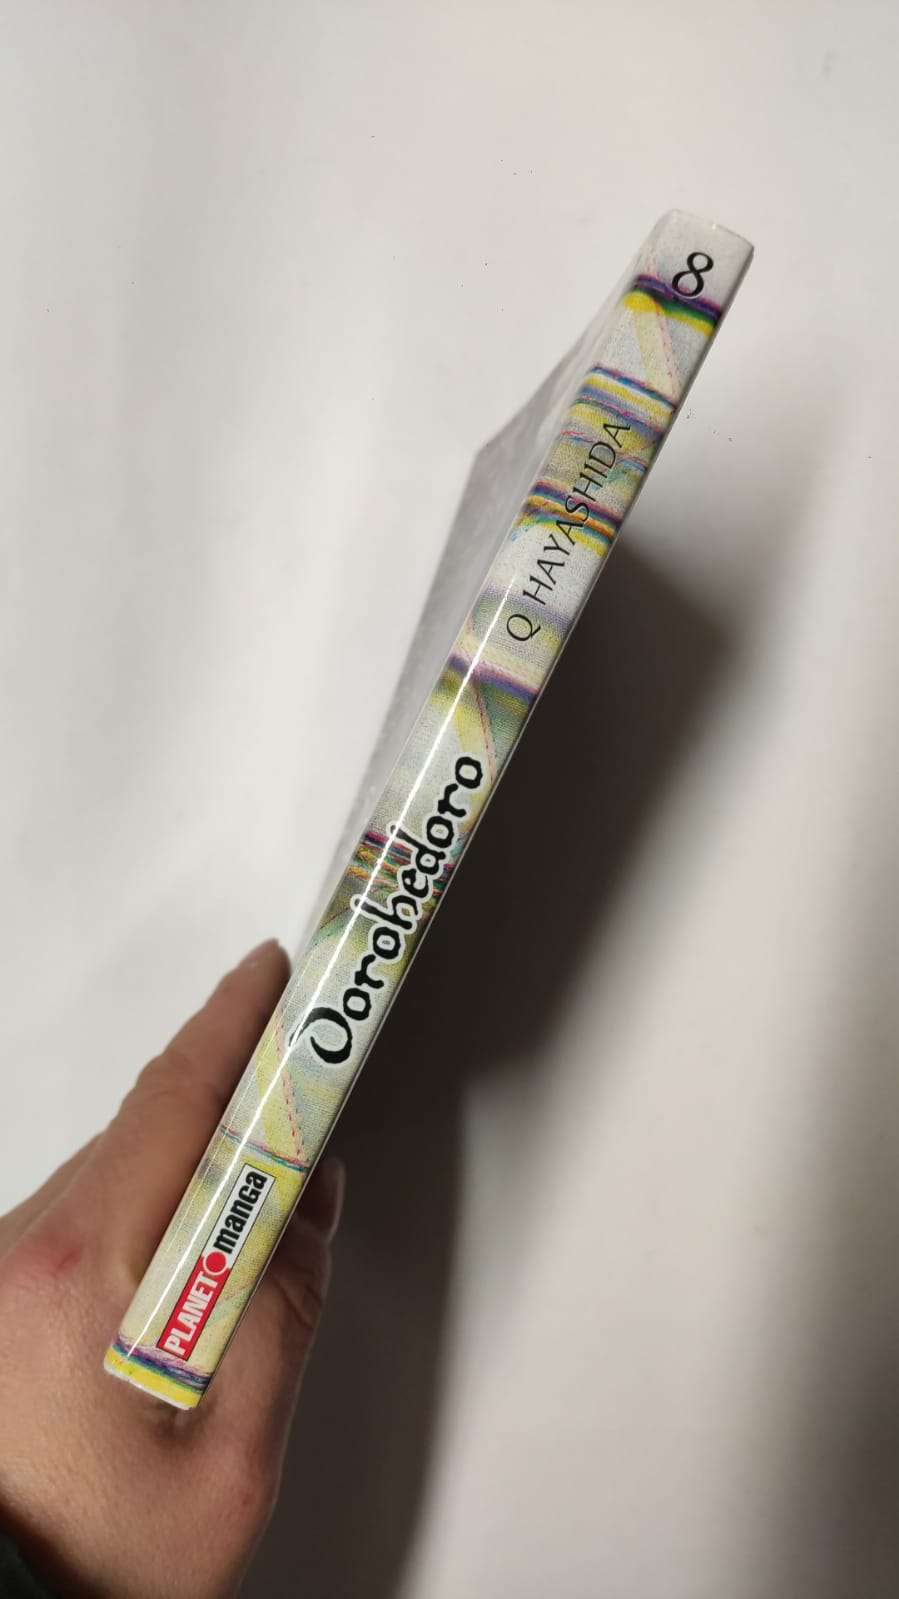 8
Q HAYASHIDA
Dorohedoro
PLANET manga